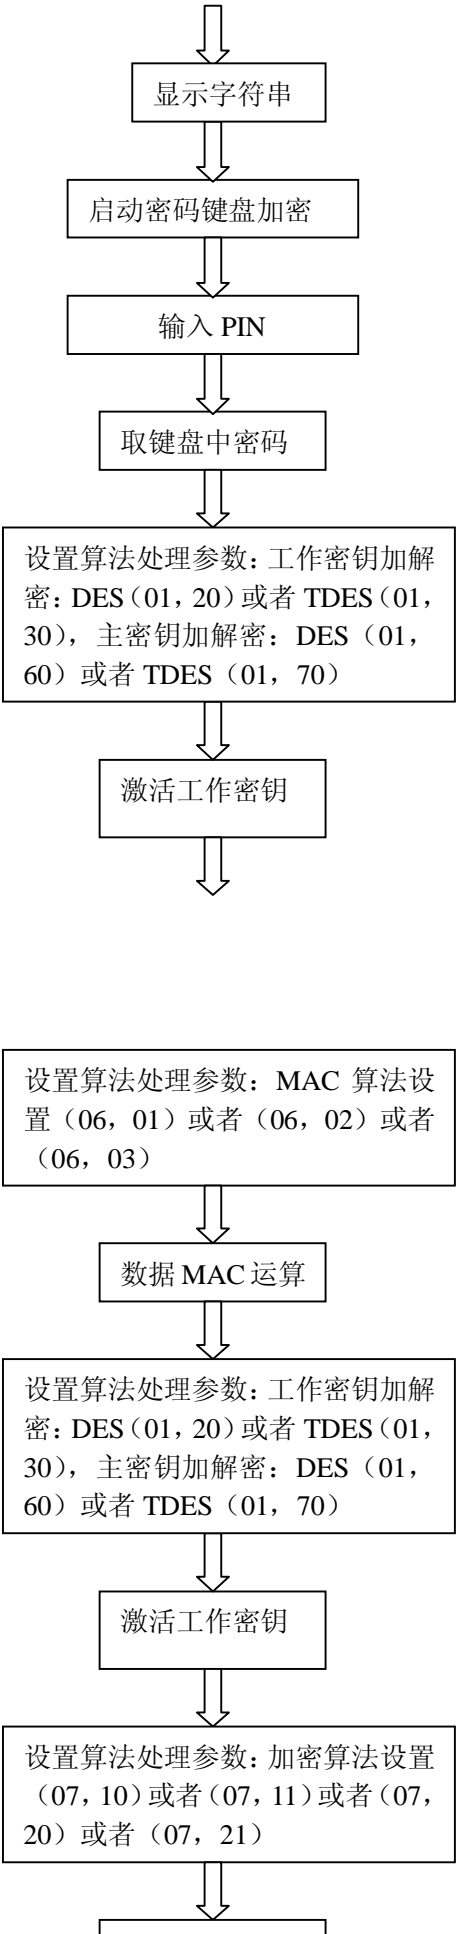 显示字符串
启动密码键盘加密
输入 PIN
取键盘中密码
设置算法处理参数：工作密钥加解
密：DES（01，20）或者 TDES（01，
30），主密钥加解密：DES（01，
60）或者 TDES（01，70）
激活工作密钥
设置算法处理参数：MAC 算法设
置（06，01）或者（06，02）或者
（06，03）
数据 MAC 运算
设置算法处理参数：工作密钥加解
密：DES（01，20）或者 TDES（01，
30），主密钥加解密：DES（01，
60）或者 TDES（01，70）
激活工作密钥
设置算法处理参数：加密算法设置
（07，10）或者（07，11）或者（07，
20）或者（07，21）